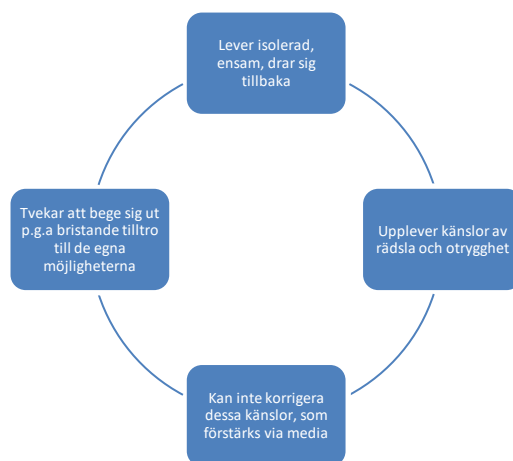 Lever isolerad,
ensam, drar sig
tillbaka
Upplever känslor av
rädsla och otrygghet
Kan inte korrigera
dessa känslor, som
förstärks via media
Tvekar att bege sig ut
p.g.a bristande tilltro
till de egna
möjligheterna